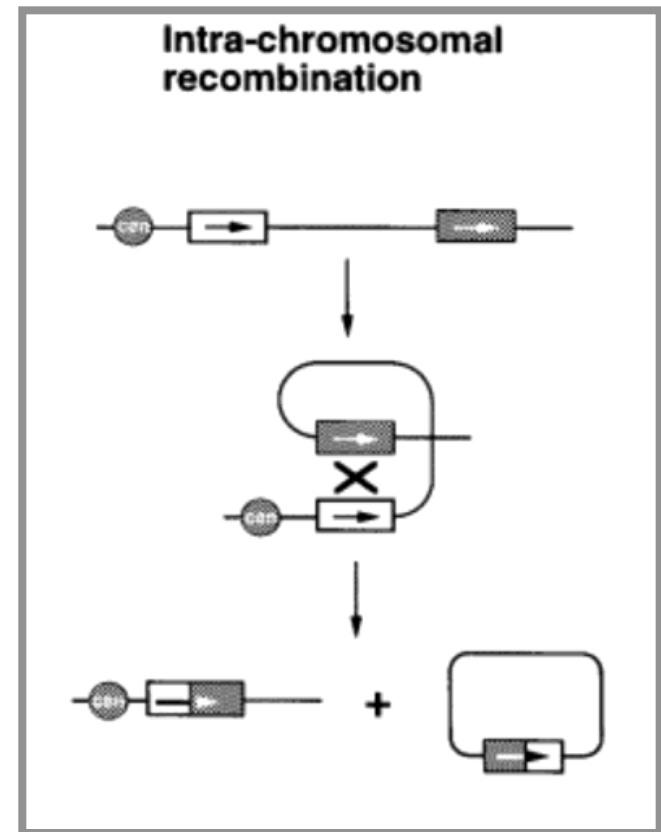 Intra-chromosomal
recombination
cen
cen
+
cen